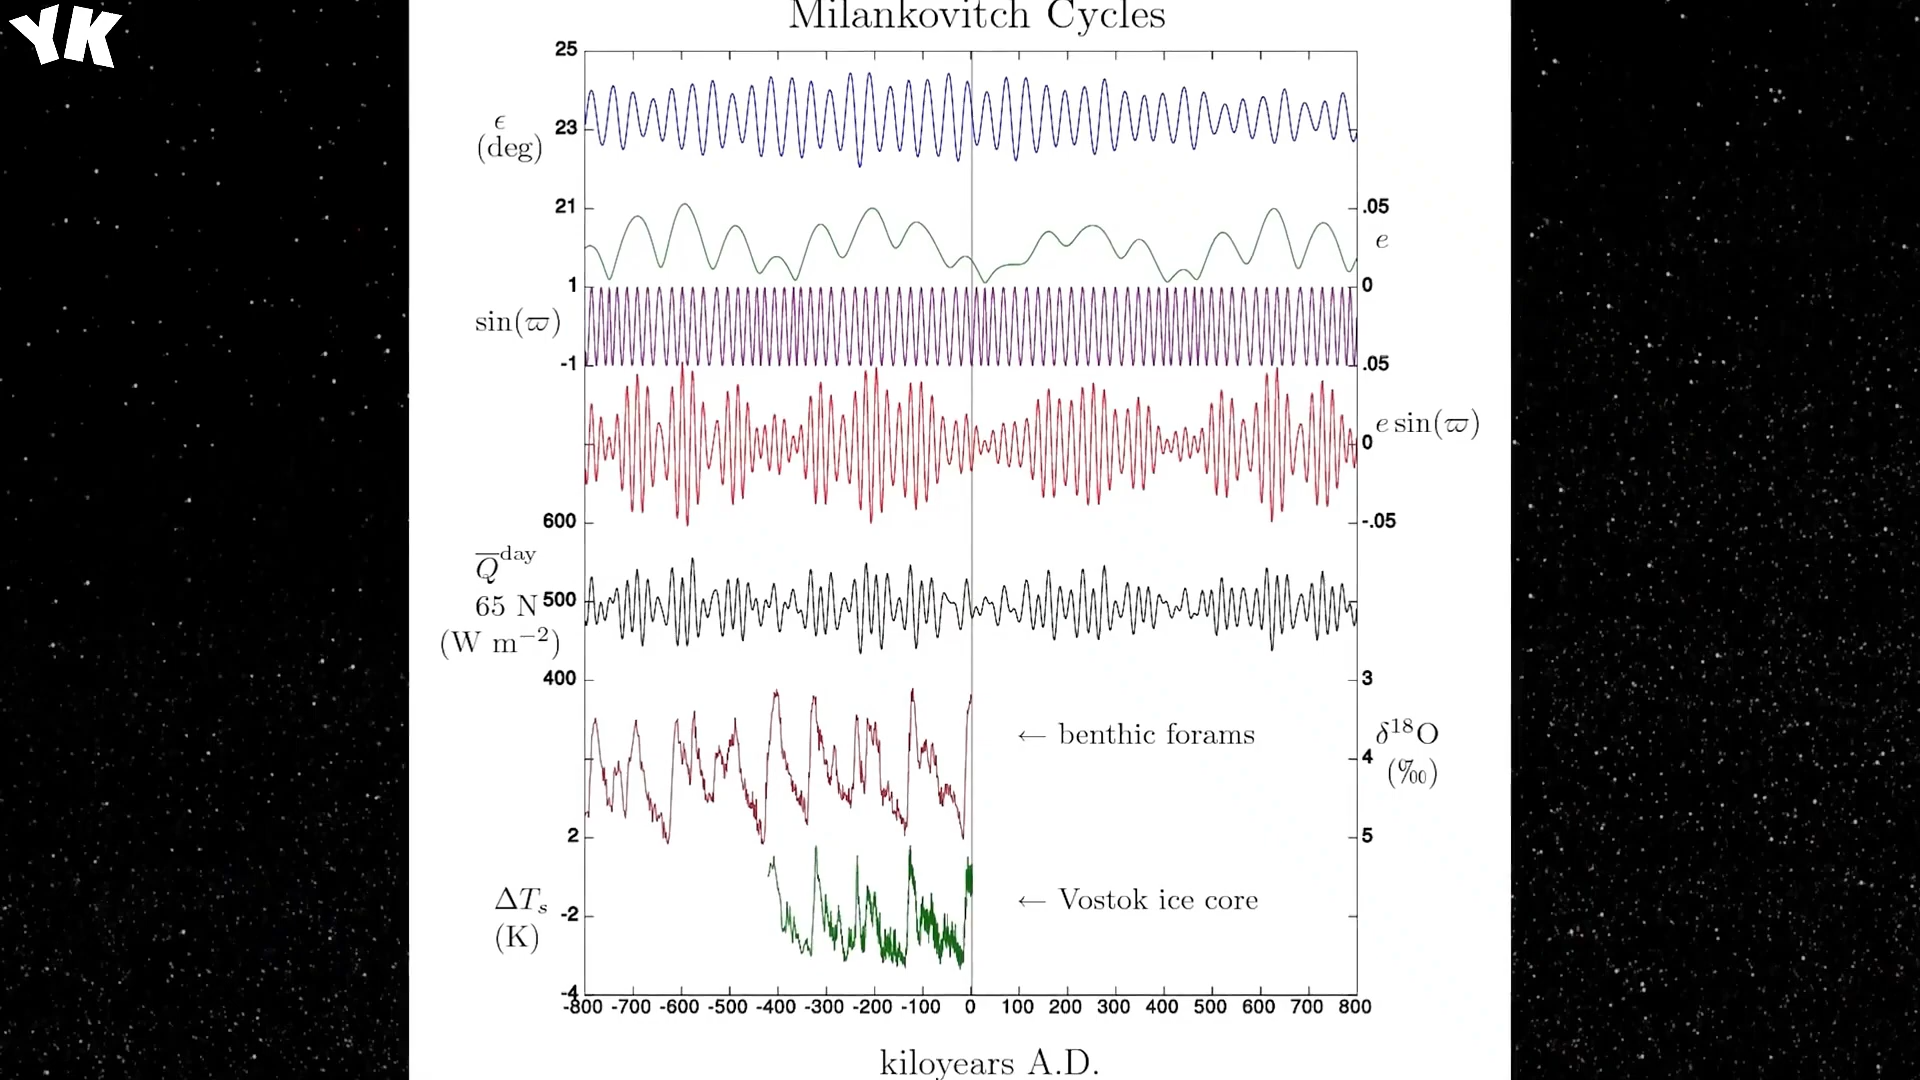 YK
Milankovitch Cycles
25
ϵ
(deg)
23
21
.05
e
1
0
sin(ϖ)
-1
.05
e sin(ϖ)
0
600
-.05
Q̅ᵈᵃʸ
65 N
500
(W m⁻²)
400
3
← benthic forams
δ¹⁸O
4
(‰)
2
5
ΔTₛ
-2
← Vostok ice core
(K)
-4
-800 -700 -600 -500 -400 -300 -200 -100 0 100 200 300 400 500 600 700 800
kiloyears A.D.